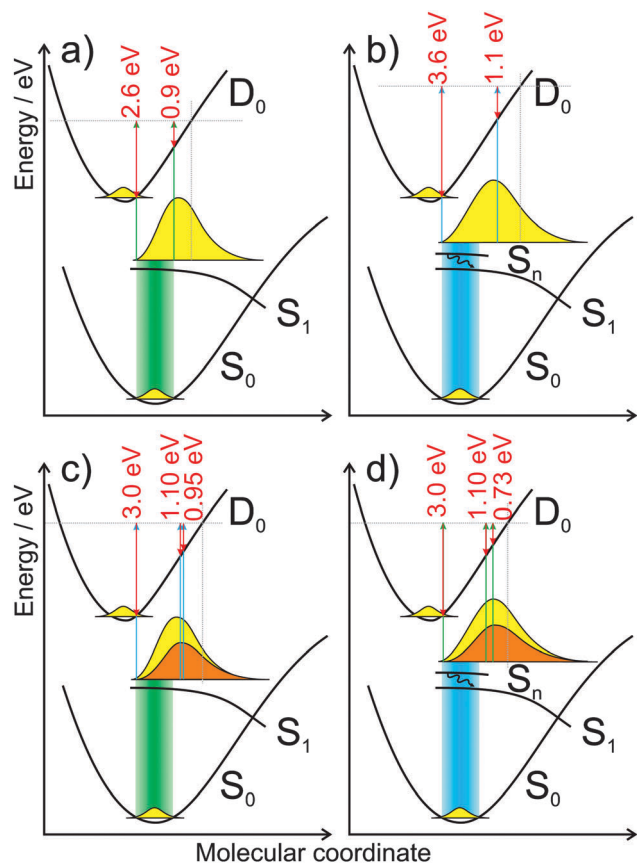 a)
Energy / eV
2.6 eV
0.9 eV
D0
S1
S0
b)
3.6 eV
1.1 eV
D0
Sn
S1
S0
c)
Energy / eV
3.0 eV
1.10 eV
0.95 eV
D0
S1
S0
d)
3.0 eV
1.10 eV
0.73 eV
D0
Sn
S1
S0
Molecular coordinate